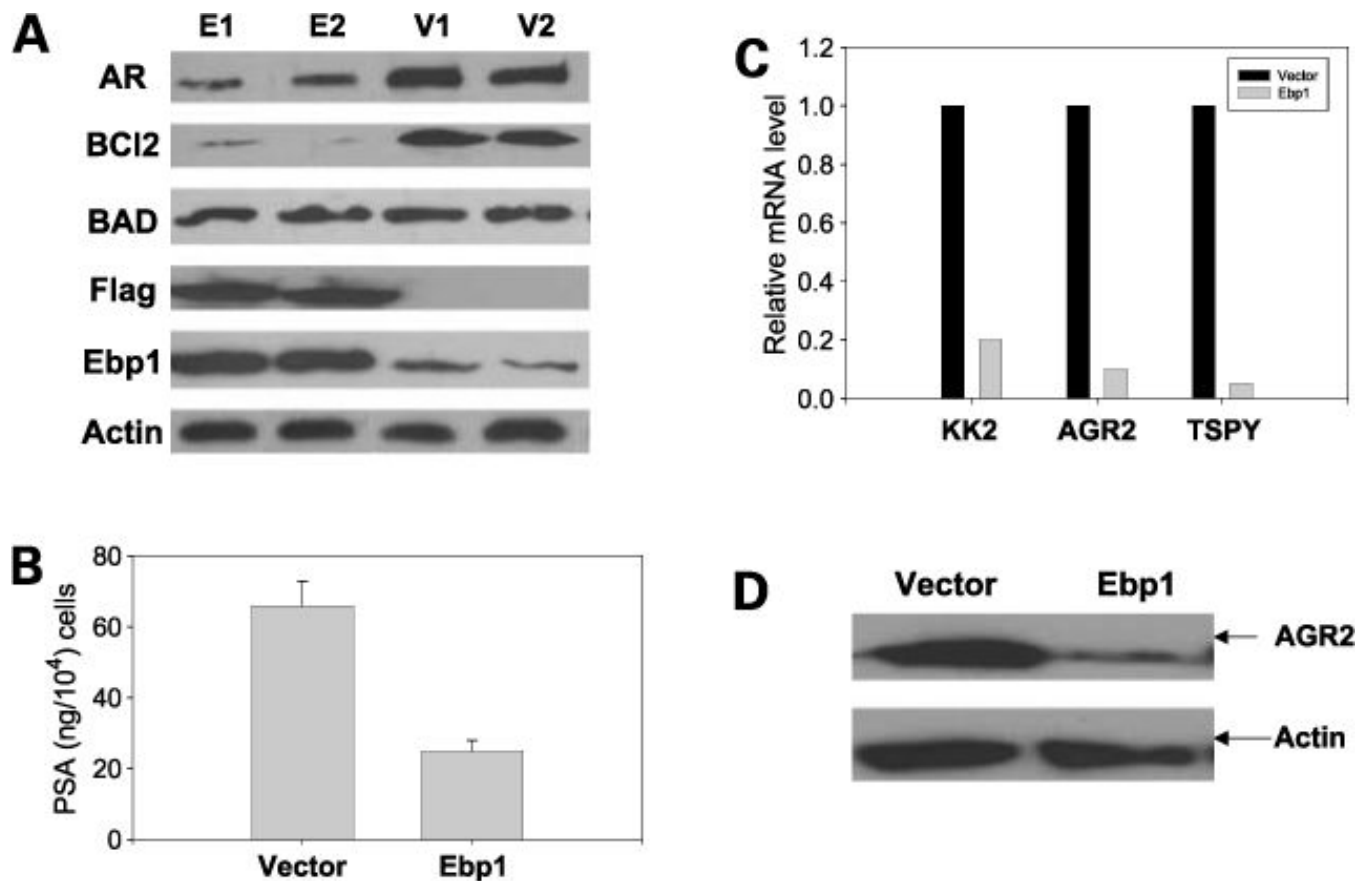 A
E1 E2 V1 V2
AR
BCl2
BAD
Flag
Ebp1
Actin
B
PSA (ng/10⁴) cells
80
60
40
20
0
Vector Ebp1
C
Relative mRNA level
1.2
1.0
0.8
0.6
0.4
0.2
0.0
Vector
Ebp1
KK2 AGR2 TSPY
D
Vector Ebp1
AGR2
Actin